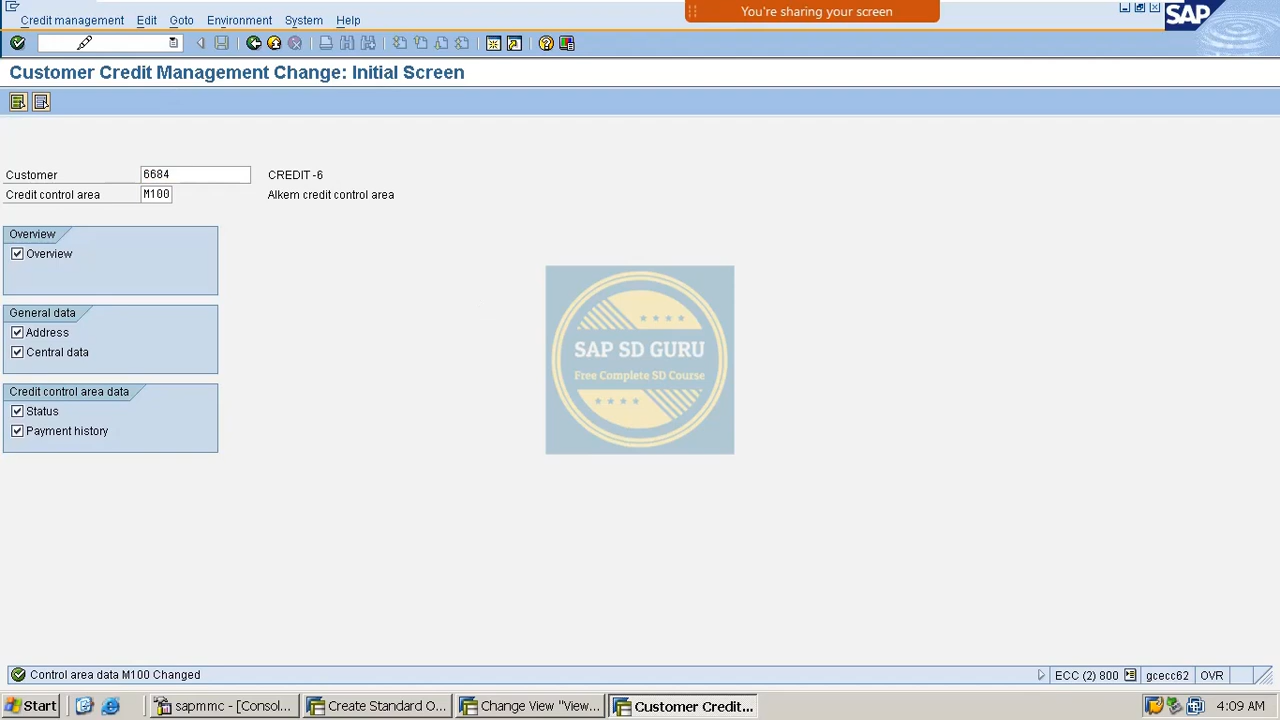 You're sharing your screen
Creditmanagement Edit Goto Environment System Help
SAP
Customer Credit Management Change: Initial Screen
Customer 6684 CREDIT -6
Credit control area M100 Alkem credit control area
Overview
Overview
General data
Address
Central data
Credit control area data
Status
Payment history
SAP SD GURU
Free Complete SD Course
Control area data M100 Changed ECC (2) 800 gcecc62 OVR
Start sapmmc - [Consol... Create Standard O... Change View "View... Customer Credit... 4:09 AM